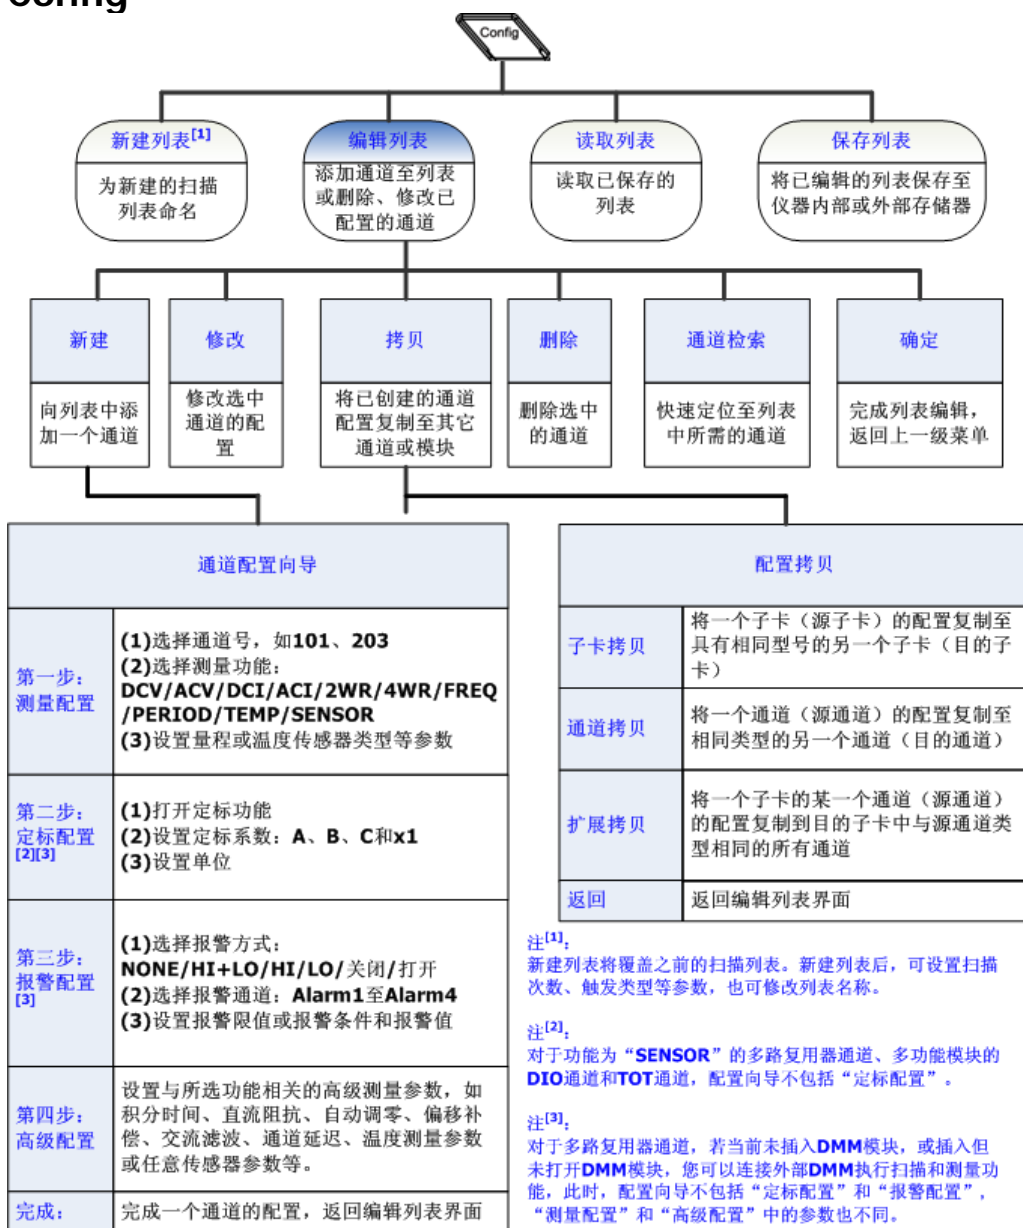 Config
Config
新建列表[1]
为新建的扫描
列表命名
编辑列表
添加通道至列表
或删除、修改已
配置的通道
读取列表
读取已保存的
列表
保存列表
将已编辑的列表保存至
仪器内部或外部存储器
新建
向列表中添
加一个通道
修改
修改选中
通道的配
置
拷贝
将已创建的通道
配置复制至其它
通道或模块
删除
删除选中
的通道
通道检索
快速定位至列表
中所需的通道
确定
完成列表编辑，
返回上一级菜单
通道配置向导
第一步：
测量配置
(1)选择通道号，如101、203
(2)选择测量功能：
DCV/ACV/DCI/ACI/2WR/4WR/FREQ
/PERIOD/TEMP/SENSOR
(3)设置量程或温度传感器类型等参数
第二步：
定标配置
[2][3]
(1)打开定标功能
(2)设置定标系数：A、B、C和x1
(3)设置单位
第三步：
报警配置
[3]
(1)选择报警方式：
NONE/HI+LO/HI/LO/关闭/打开
(2)选择报警通道：Alarm1至Alarm4
(3)设置报警限值或报警条件和报警值
第四步：
高级配置
设置与所选功能相关的高级测量参数，如
积分时间、直流阻抗、自动调零、偏移补
偿、交流滤波、通道延迟、温度测量参数
或任意传感器参数等。
完成：
完成一个通道的配置，返回编辑列表界面
配置拷贝
子卡拷贝
将一个子卡（源子卡）的配置复制至
具有相同型号的另一个子卡（目的子
卡）
通道拷贝
将一个通道（源通道）的配置复制至
相同类型的另一个通道（目的通道）
扩展拷贝
将一个子卡的某一个通道（源通道）
的配置复制到目的子卡中与源通道类
型相同的所有通道
返回
返回编辑列表界面
注[1]：
新建列表将覆盖之前的扫描列表。新建列表后，可设置扫描
次数、触发类型等参数，也可修改列表名称。
注[2]：
对于功能为“SENSOR”的多路复用器通道、多功能模块的
DIO通道和TOT通道，配置向导不包括“定标配置”。
注[3]：
对于多路复用器通道，若当前未插入DMM模块，或插入但
未打开DMM模块，您可以连接外部DMM执行扫描和测量功
能，此时，配置向导不包括“定标配置”和“报警配置”，
“测量配置”和“高级配置”中的参数也不同。